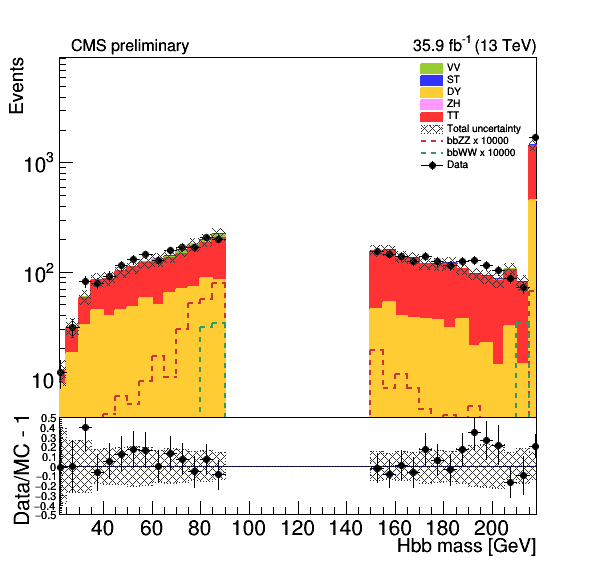 CMS preliminary 35.9 fb⁻¹ (13 TeV)
Events
VV
ST
DY
ZH
TT
Total uncertainty
bbZZ x 10000
bbWW x 10000
Data
10³
10²
10
Data/MC - 1
0.5
0.4
0.3
0.2
0.1
0
-0.1
-0.2
-0.3
-0.4
-0.5
40 60 80 100 120 140 160 180 200
Hbb mass [GeV]